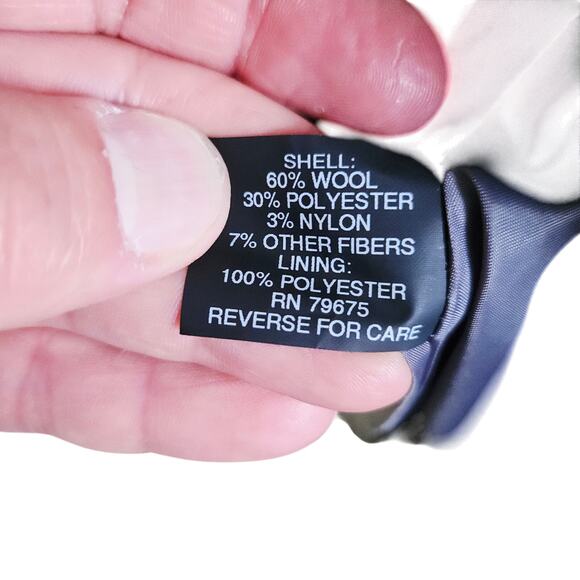 SHELL:
60% WOOL
30% POLYESTER
3% NYLON
7% OTHER FIBERS
LINING:
100% POLYESTER
RN 79675
REVERSE FOR CARE